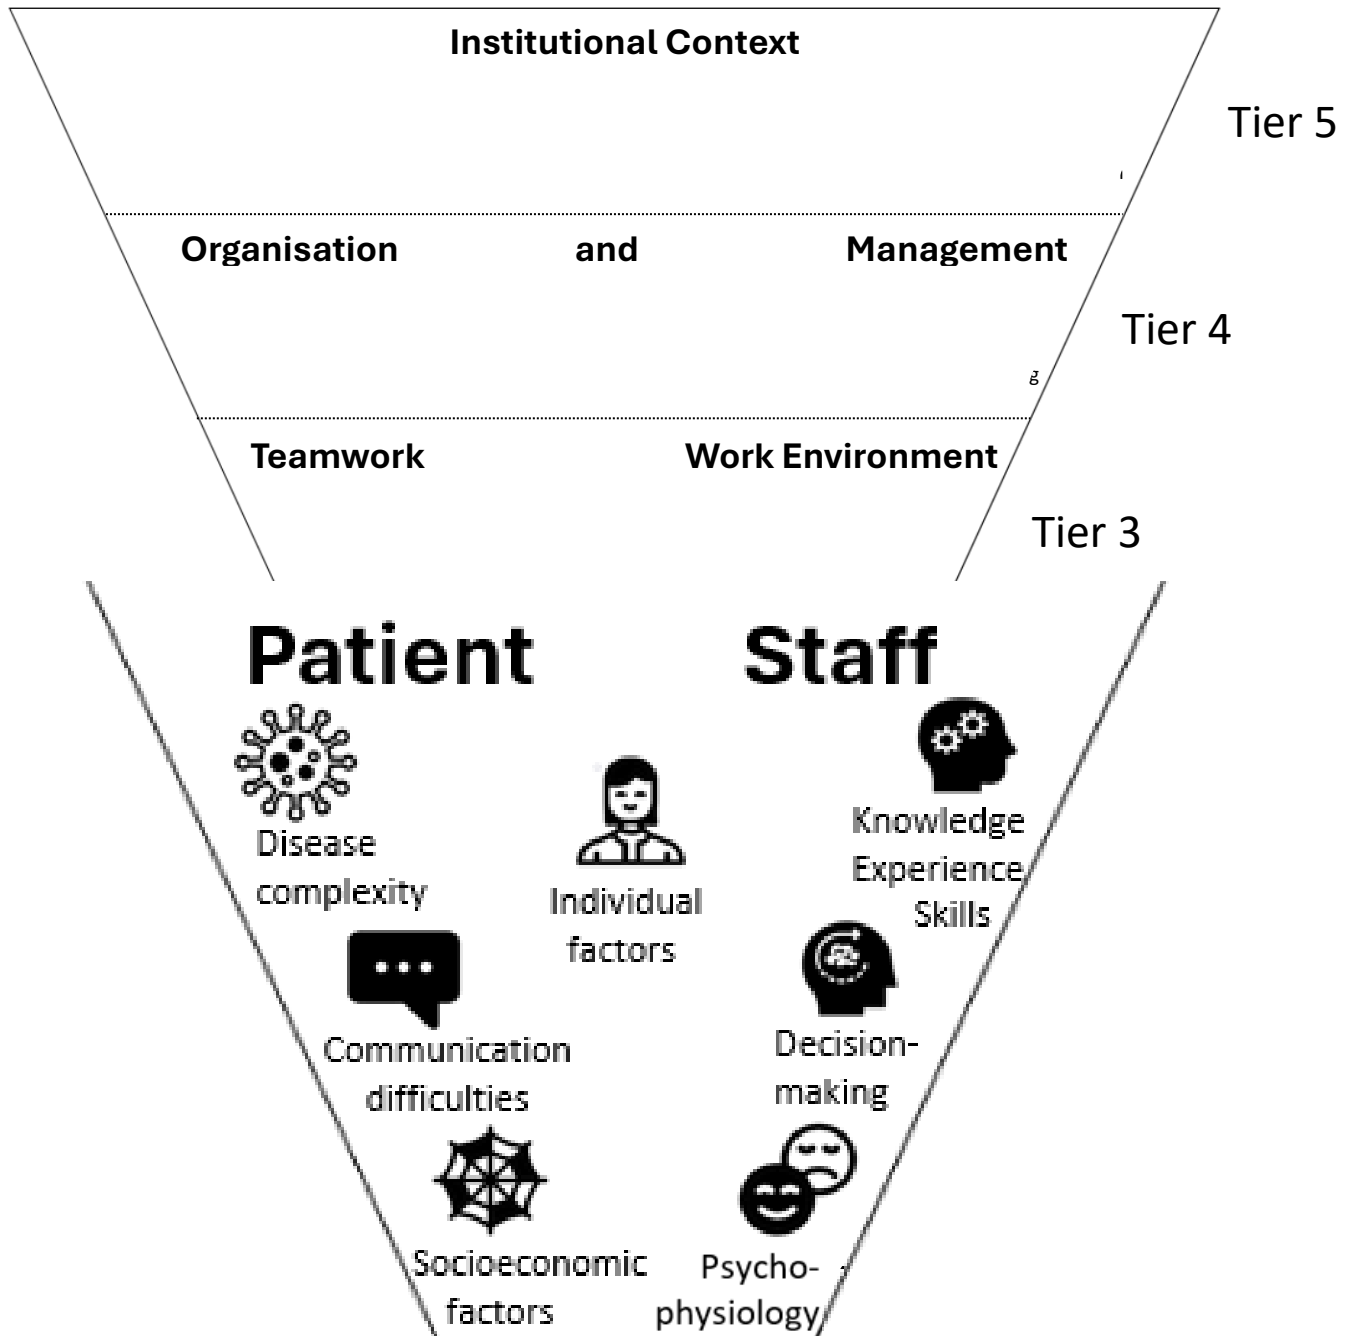 Institutional Context
Tier 5
Organisation and Management
Tier 4
g
Teamwork Work Environment
Tier 3
Patient Staff
Disease
complexity
Individual
factors
Knowledge
Experience
Skills
Communication
difficulties
Decision-
making
Socioeconomic
factors
Psycho-
physiology